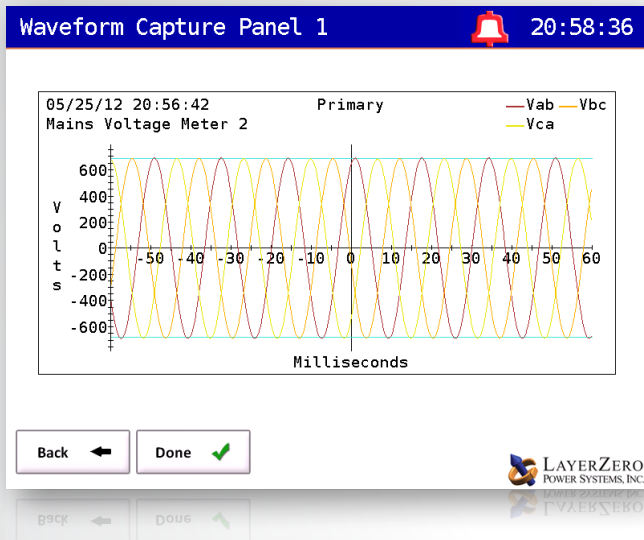 Waveform Capture Panel 1 20:58:36
05/25/12 20:56:42 Primary Vab Vbc
Mains Voltage Meter 2 Vca
600
400
200
0
-200
-400
-600
Volts
-50 -40 -30 -20 -10 0 10 20 30 40 50 60
Milliseconds
Back Done
LAYERZERO
POWER SYSTEMS, INC.